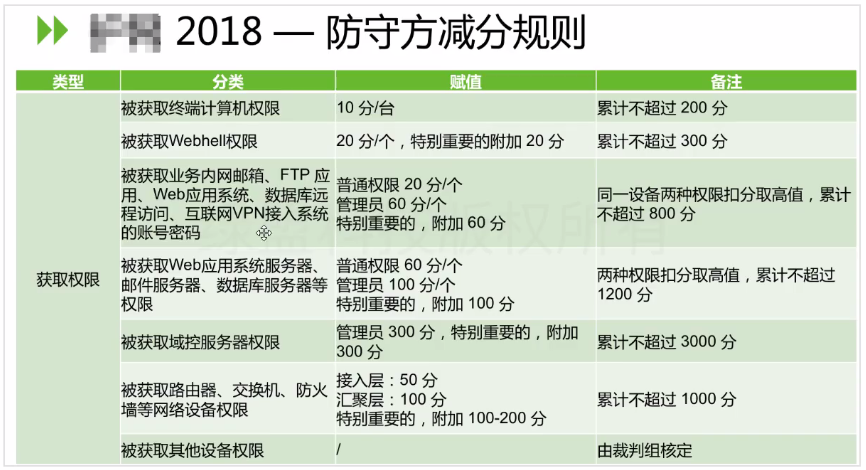 2018 — 防守方减分规则
类型 分类 赋值 备注
获取权限
被获取终端计算机权限 10 分/台 累计不超过 200 分
被获取Webhell权限 20 分/个，特别重要的附加 20 分 累计不超过 300 分
被获取业务内网邮箱、FTP 应
用、Web应用系统、数据库远
程访问、互联网VPN接入系统
的账号密码
普通权限 20 分/个
管理员 60 分/个
特别重要的，附加 60 分
同一设备两种权限扣分取高值，累计
不超过 800 分
被获取Web应用系统服务器、
邮件服务器、数据库服务器等
权限
普通权限 60 分/个
管理员 100 分/个
特别重要的，附加 100 分
两种权限扣分取高值，累计不超过
1200 分
被获取域控服务器权限
管理员 300 分，特别重要的，附加
300 分
累计不超过 3000 分
被获取路由器、交换机、防火
墙等网络设备权限
接入层：50 分
汇聚层：100 分
特别重要的，附加 100-200 分
累计不超过 1000 分
被获取其他设备权限 / 由裁判组核定